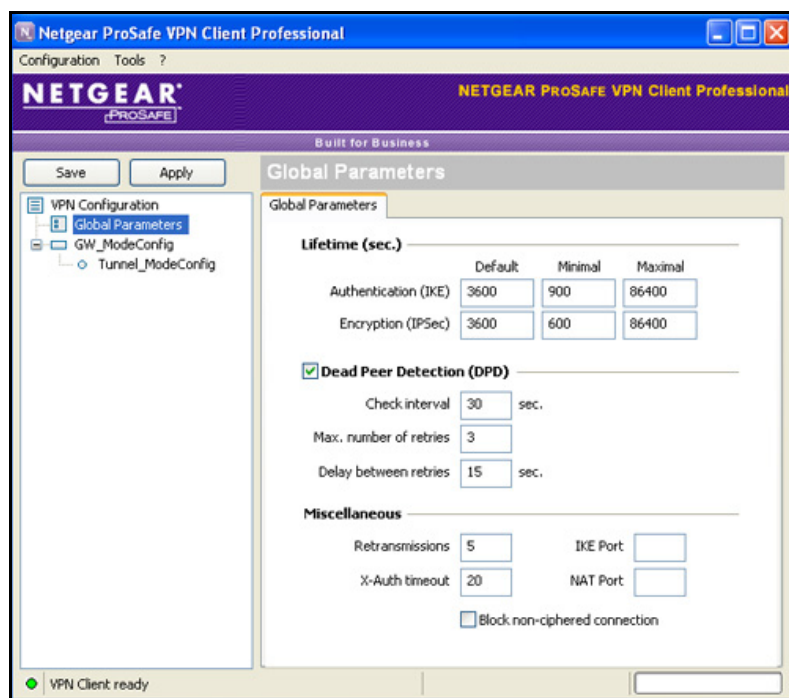 Netgear ProSafe VPN Client Professional
Configuration Tools ?
NETGEAR®
PROSAFE
NETGEAR PROSAFE VPN Client Professional
Built for Business
Save Apply
VPN Configuration
Global Parameters
GW_ModeConfig
Tunnel_ModeConfig
Global Parameters
Global Parameters
Lifetime (sec.)
Default Minimal Maximal
Authentication (IKE) 3600 900 86400
Encryption (IPSec) 3600 600 86400
Dead Peer Detection (DPD)
Check interval 30 sec.
Max. number of retries 3
Delay between retries 15 sec.
Miscellaneous
Retransmissions 5 IKE Port
X-Auth timeout 20 NAT Port
Block non-ciphered connection
VPN Client ready